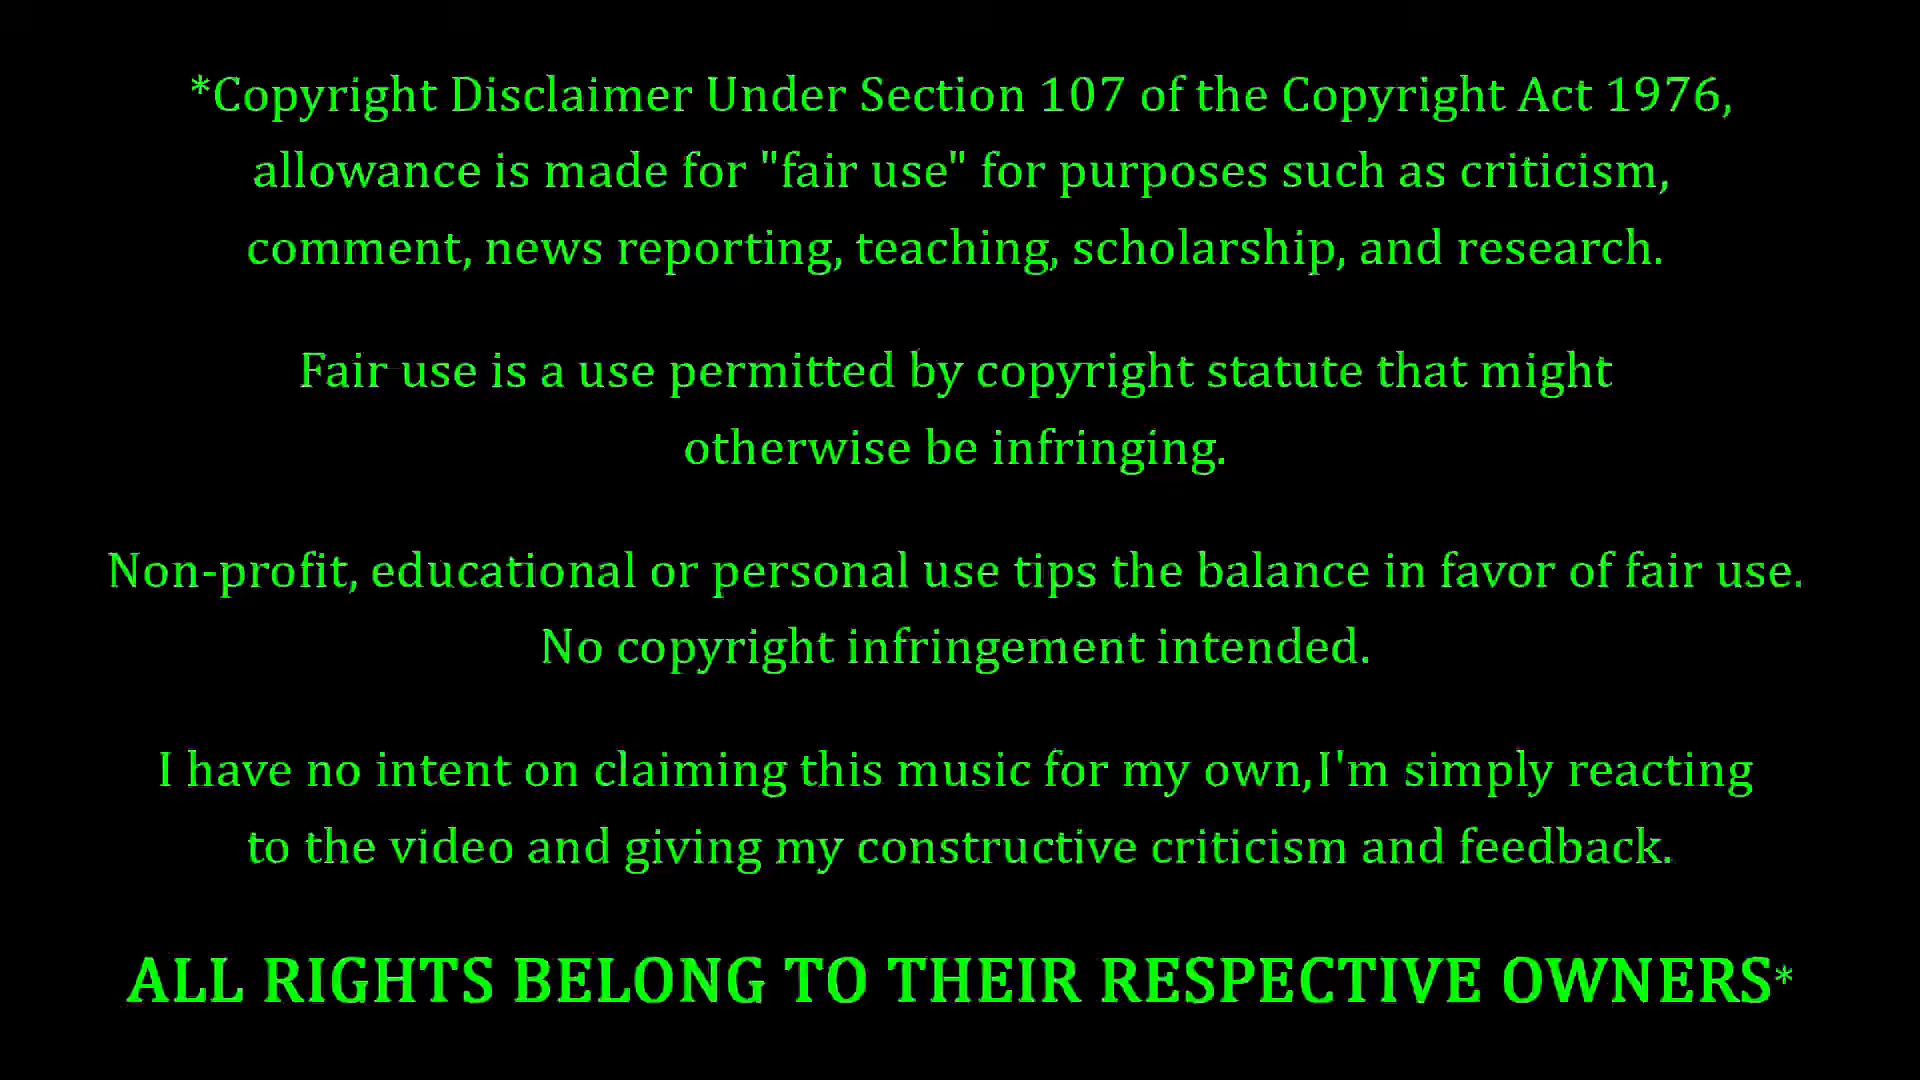 *Copyright Disclaimer Under Section 107 of the Copyright Act 1976,
allowance is made for "fair use" for purposes such as criticism,
comment, news reporting, teaching, scholarship, and research.
Fair use is a use permitted by copyright statute that might
otherwise be infringing.
Non-profit, educational or personal use tips the balance in favor of fair use.
No copyright infringement intended.
I have no intent on claiming this music for my own,I'm simply reacting
to the video and giving my constructive criticism and feedback.
ALL RIGHTS BELONG TO THEIR RESPECTIVE OWNERS*